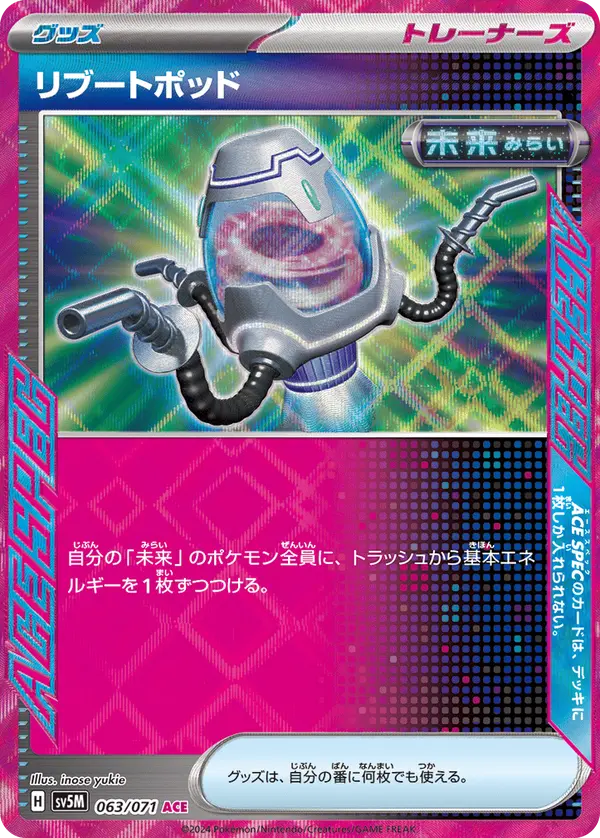 グッズ
トレーナーズ
リブートポッド
未来 みらい
ACE SPEC
ACE SPEC
自分の「未来」のポケモン全員に、トラッシュから基本エネ
ルギーを1枚ずつつける。
ACE SPECのカードは、デッキに
1枚しか入れられない。
グッズは、自分の番に何枚でも使える。
Illus. inose yukie
H sv5M 063/071 ACE
©2024 Pokémon/Nintendo/Creatures/GAME FREAK